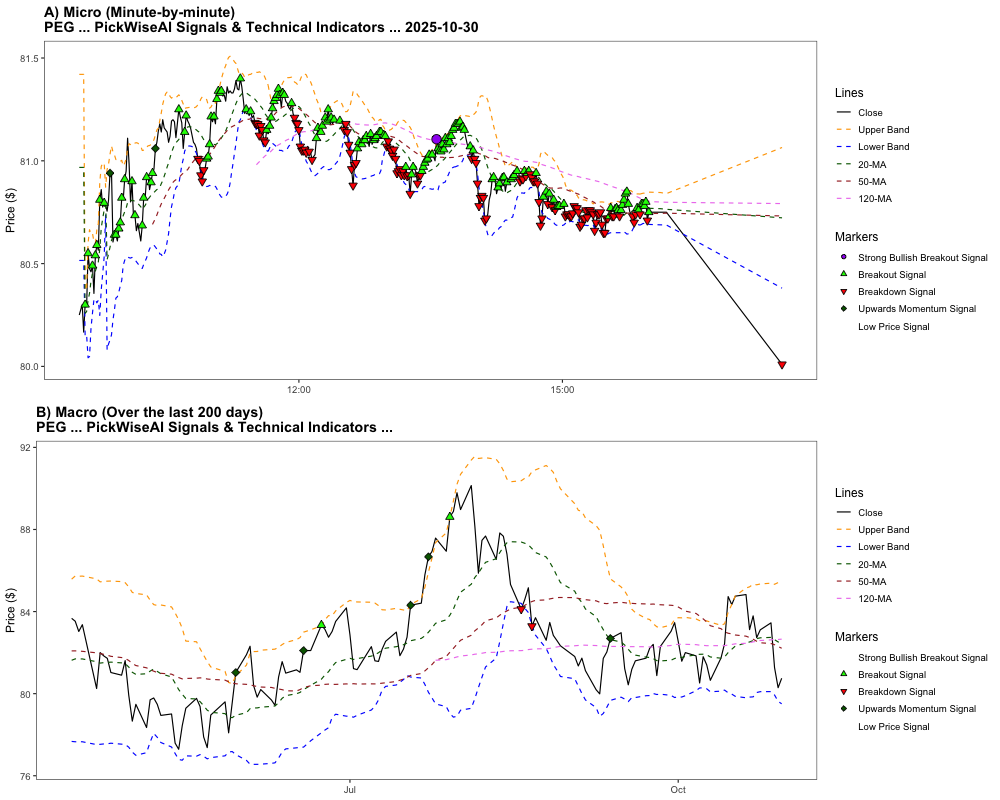 A) Micro (Minute-by-minute)
PEG ... PickWiseAI Signals & Technical Indicators ... 2025-10-30
81.5
81.0
80.5
80.0
Price ($)
12:00
15:00
Lines
Close
Upper Band
Lower Band
20-MA
50-MA
120-MA
Markers
Strong Bullish Breakout Signal
Breakout Signal
Breakdown Signal
Upwards Momentum Signal
Low Price Signal
B) Macro (Over the last 200 days)
PEG ... PickWiseAI Signals & Technical Indicators ...
92
88
84
80
76
Price ($)
Jul
Oct
Lines
Close
Upper Band
Lower Band
20-MA
50-MA
120-MA
Markers
Strong Bullish Breakout Signal
Breakout Signal
Breakdown Signal
Upwards Momentum Signal
Low Price Signal